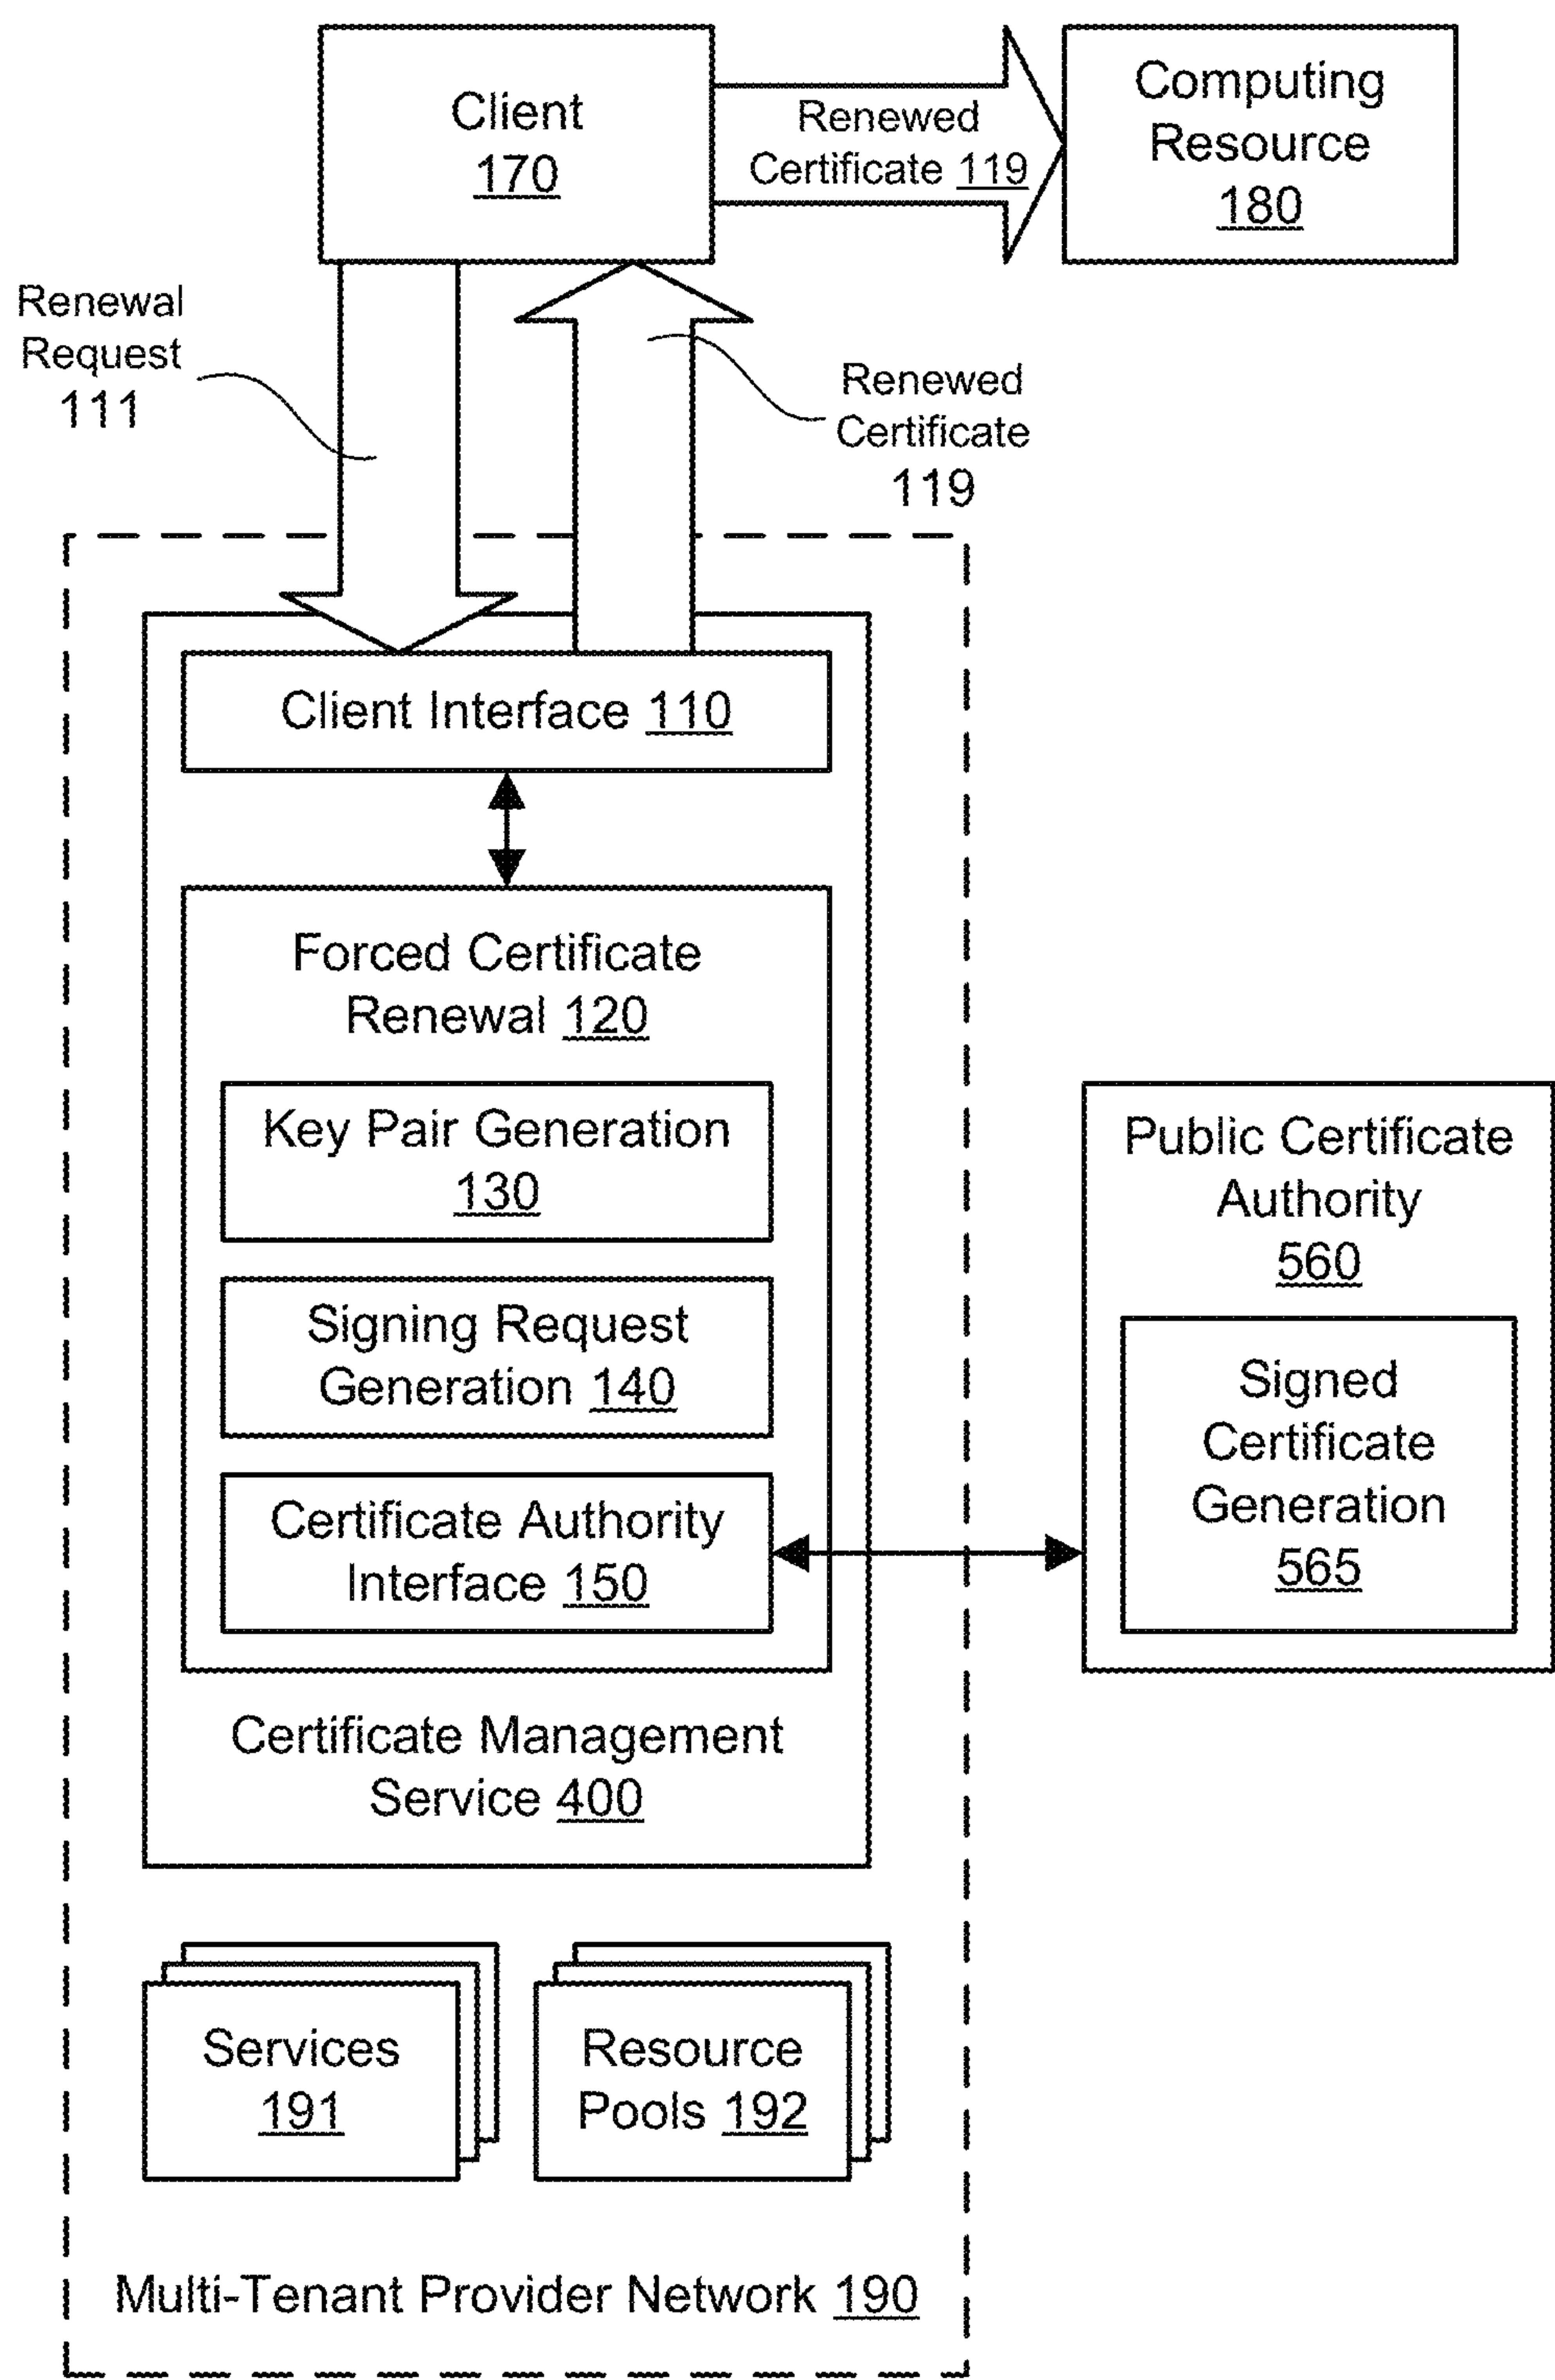 Client
170
Renewed
Certificate 119
Computing
Resource
180
Renewal
Request
111
Renewed
Certificate
119
Client Interface 110
Forced Certificate
Renewal 120
Key Pair Generation
130
Signing Request
Generation 140
Certificate Authority
Interface 150
Public Certificate
Authority
560
Signed
Certificate
Generation
565
Certificate Management
Service 400
Services
191
Resource
Pools 192
Multi-Tenant Provider Network 190